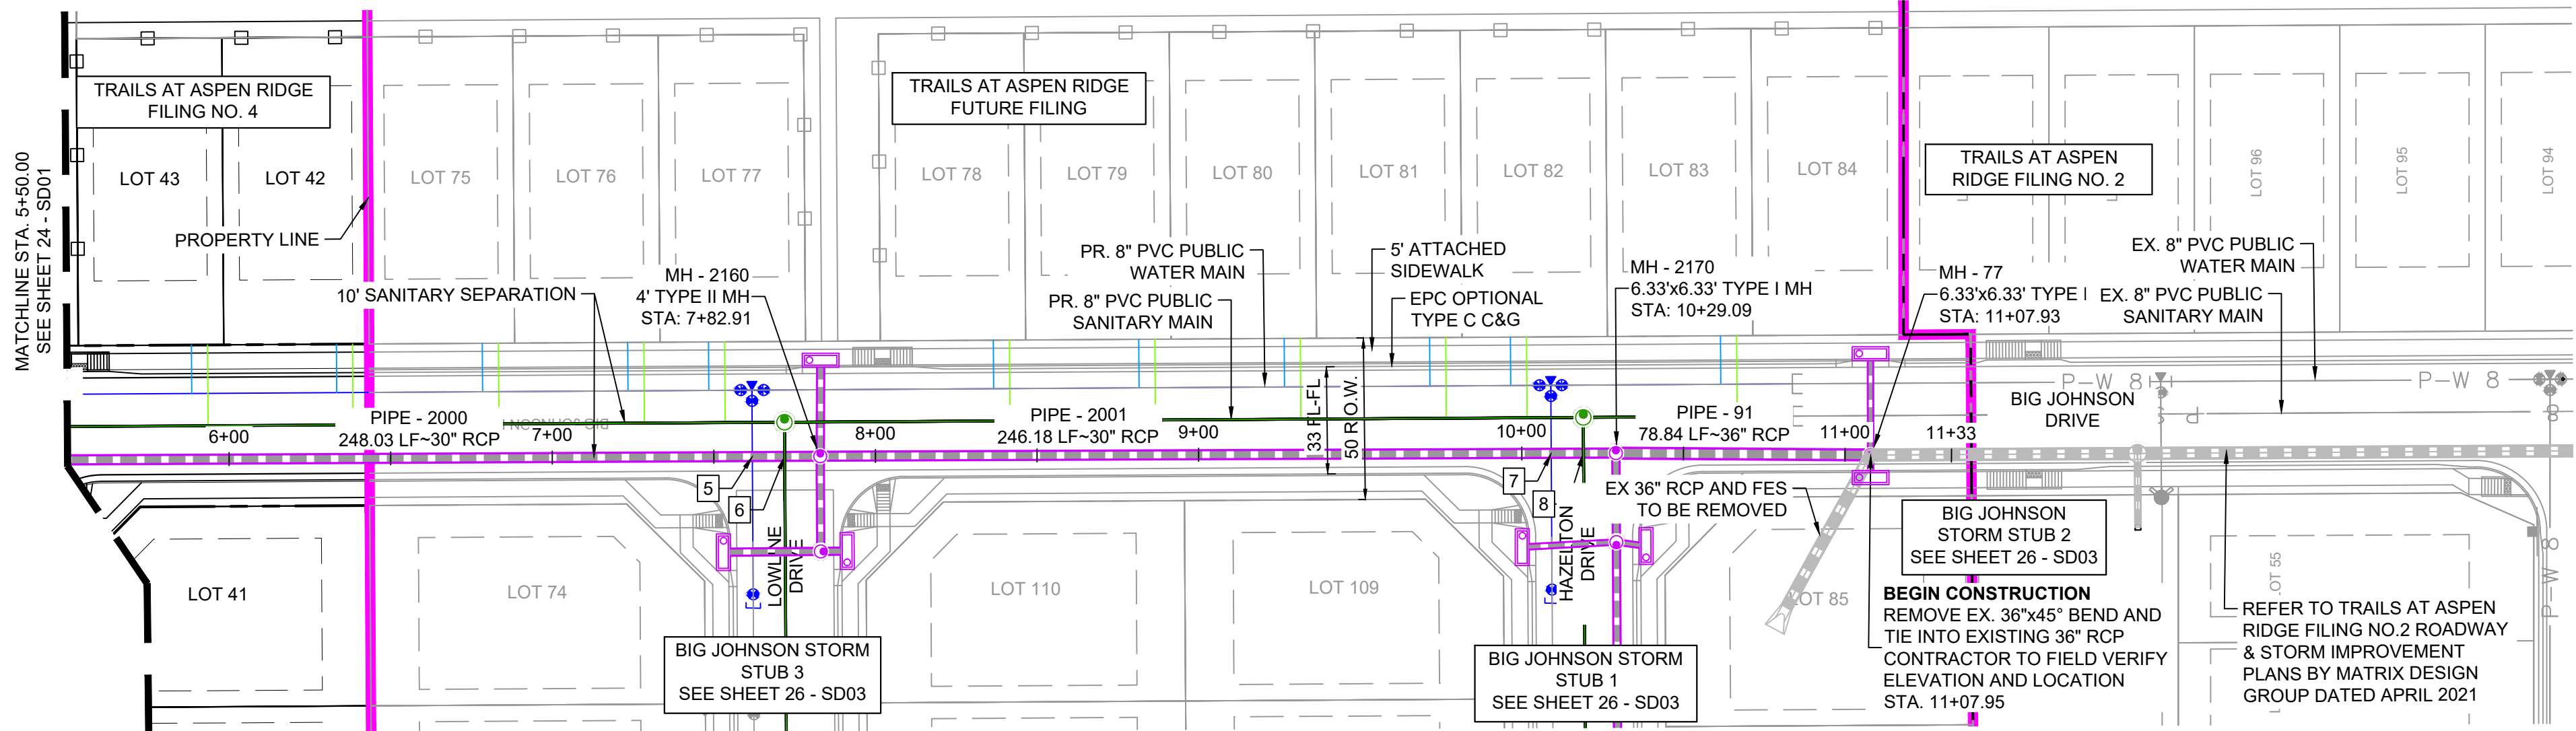 MATCHLINE STA. 5+50.00
SEE SHEET 24 - SD01
TRAILS AT ASPEN RIDGE
FILING NO. 4
LOT 43
LOT 42
PROPERTY LINE
LOT 75
LOT 76
LOT 77
TRAILS AT ASPEN RIDGE
FUTURE FILING
LOT 78
LOT 79
LOT 80
LOT 81
LOT 82
LOT 83
LOT 84
TRAILS AT ASPEN
RIDGE FILING NO. 2
LOT 96
LOT 95
LOT 94
10' SANITARY SEPARATION
MH - 2160
4' TYPE II MH
STA: 7+82.91
PR. 8" PVC PUBLIC
WATER MAIN
PR. 8" PVC PUBLIC
SANITARY MAIN
5' ATTACHED
SIDEWALK
EPC OPTIONAL
TYPE C C&G
MH - 2170
6.33'x6.33' TYPE I MH
STA: 10+29.09
MH - 77
6.33'x6.33' TYPE I
STA: 11+07.93
EX. 8" PVC PUBLIC
WATER MAIN
EX. 8" PVC PUBLIC
SANITARY MAIN
P-W 8
P-W 8
BIG JOHNSON
DRIVE
PIPE - 2000
248.03 LF~30" RCP
PIPE - 2001
246.18 LF~30" RCP
PIPE - 91
78.84 LF~36" RCP
6+00
7+00
8+00
9+00
10+00
11+00
11+33
33 FL-FL
50 R.O.W.
5
6
7
8
LOWLINE
DRIVE
HAZELTON
DRIVE
EX 36" RCP AND FES
TO BE REMOVED
LOT 41
LOT 74
LOT 110
LOT 109
LOT 85
LOT 55
P-W 8
BIG JOHNSON STORM
STUB 3
SEE SHEET 26 - SD03
BIG JOHNSON STORM
STUB 1
SEE SHEET 26 - SD03
BIG JOHNSON
STORM STUB 2
SEE SHEET 26 - SD03
BEGIN CONSTRUCTION
REMOVE EX. 36"x45° BEND AND
TIE INTO EXISTING 36" RCP
CONTRACTOR TO FIELD VERIFY
ELEVATION AND LOCATION
STA. 11+07.95
REFER TO TRAILS AT ASPEN
RIDGE FILING NO.2 ROADWAY
& STORM IMPROVEMENT
PLANS BY MATRIX DESIGN
GROUP DATED APRIL 2021